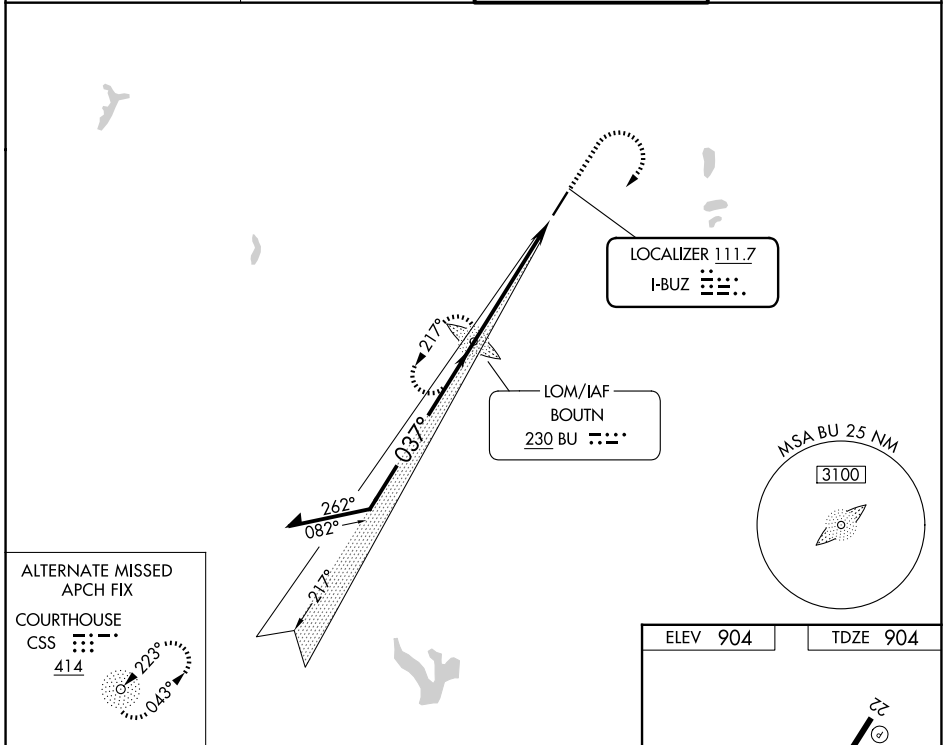 LOCALIZER 111.7
I-BUZ
217°
LOM/IAF
BOUTN
230 BU
037°
MSA BU 25 NM
3100
262°
082°
217°
ALTERNATE MISSED
APCH FIX
COURTHOUSE
CSS
414
223°
043°
ELEV 904
TDZE 904
22
P